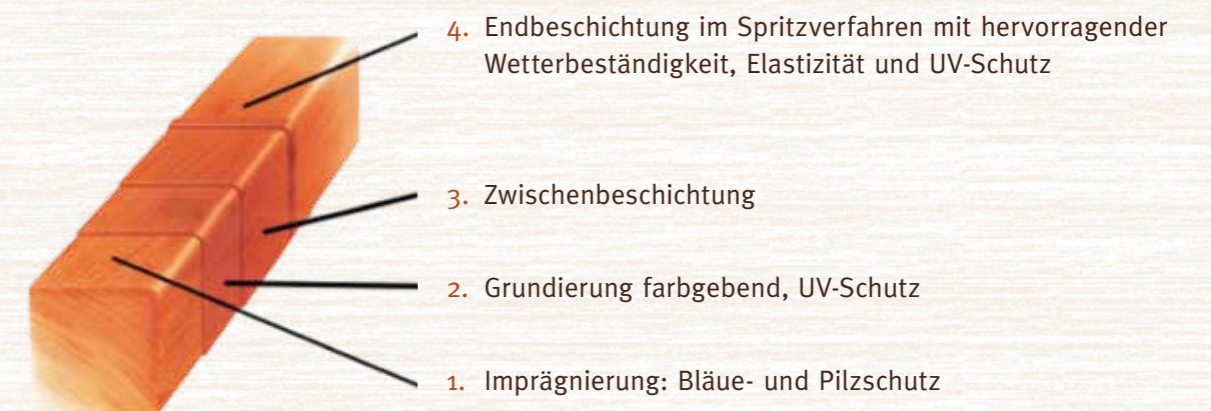 4. Endbeschichtung im Spritzverfahren mit hervorragender
Wetterbeständigkeit, Elastizität und UV-Schutz
3. Zwischenbeschichtung
2. Grundierung farbgebend, UV-Schutz
1. Imprägnierung: Bläue- und Pilzschutz